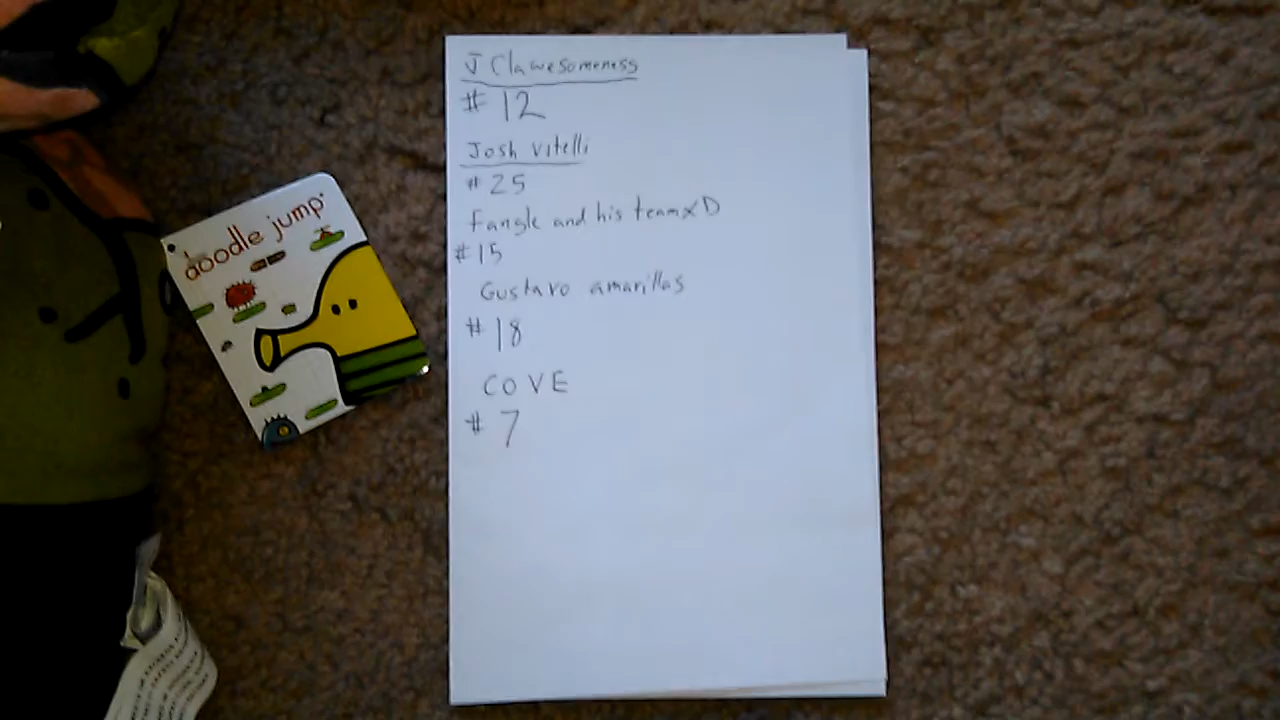 J Clawesomeness
# 12
Josh vitelli
# 25
fangle and his team xD
# 15
Gustavo amarillas
# 18
COVE
# 7
doodle jump